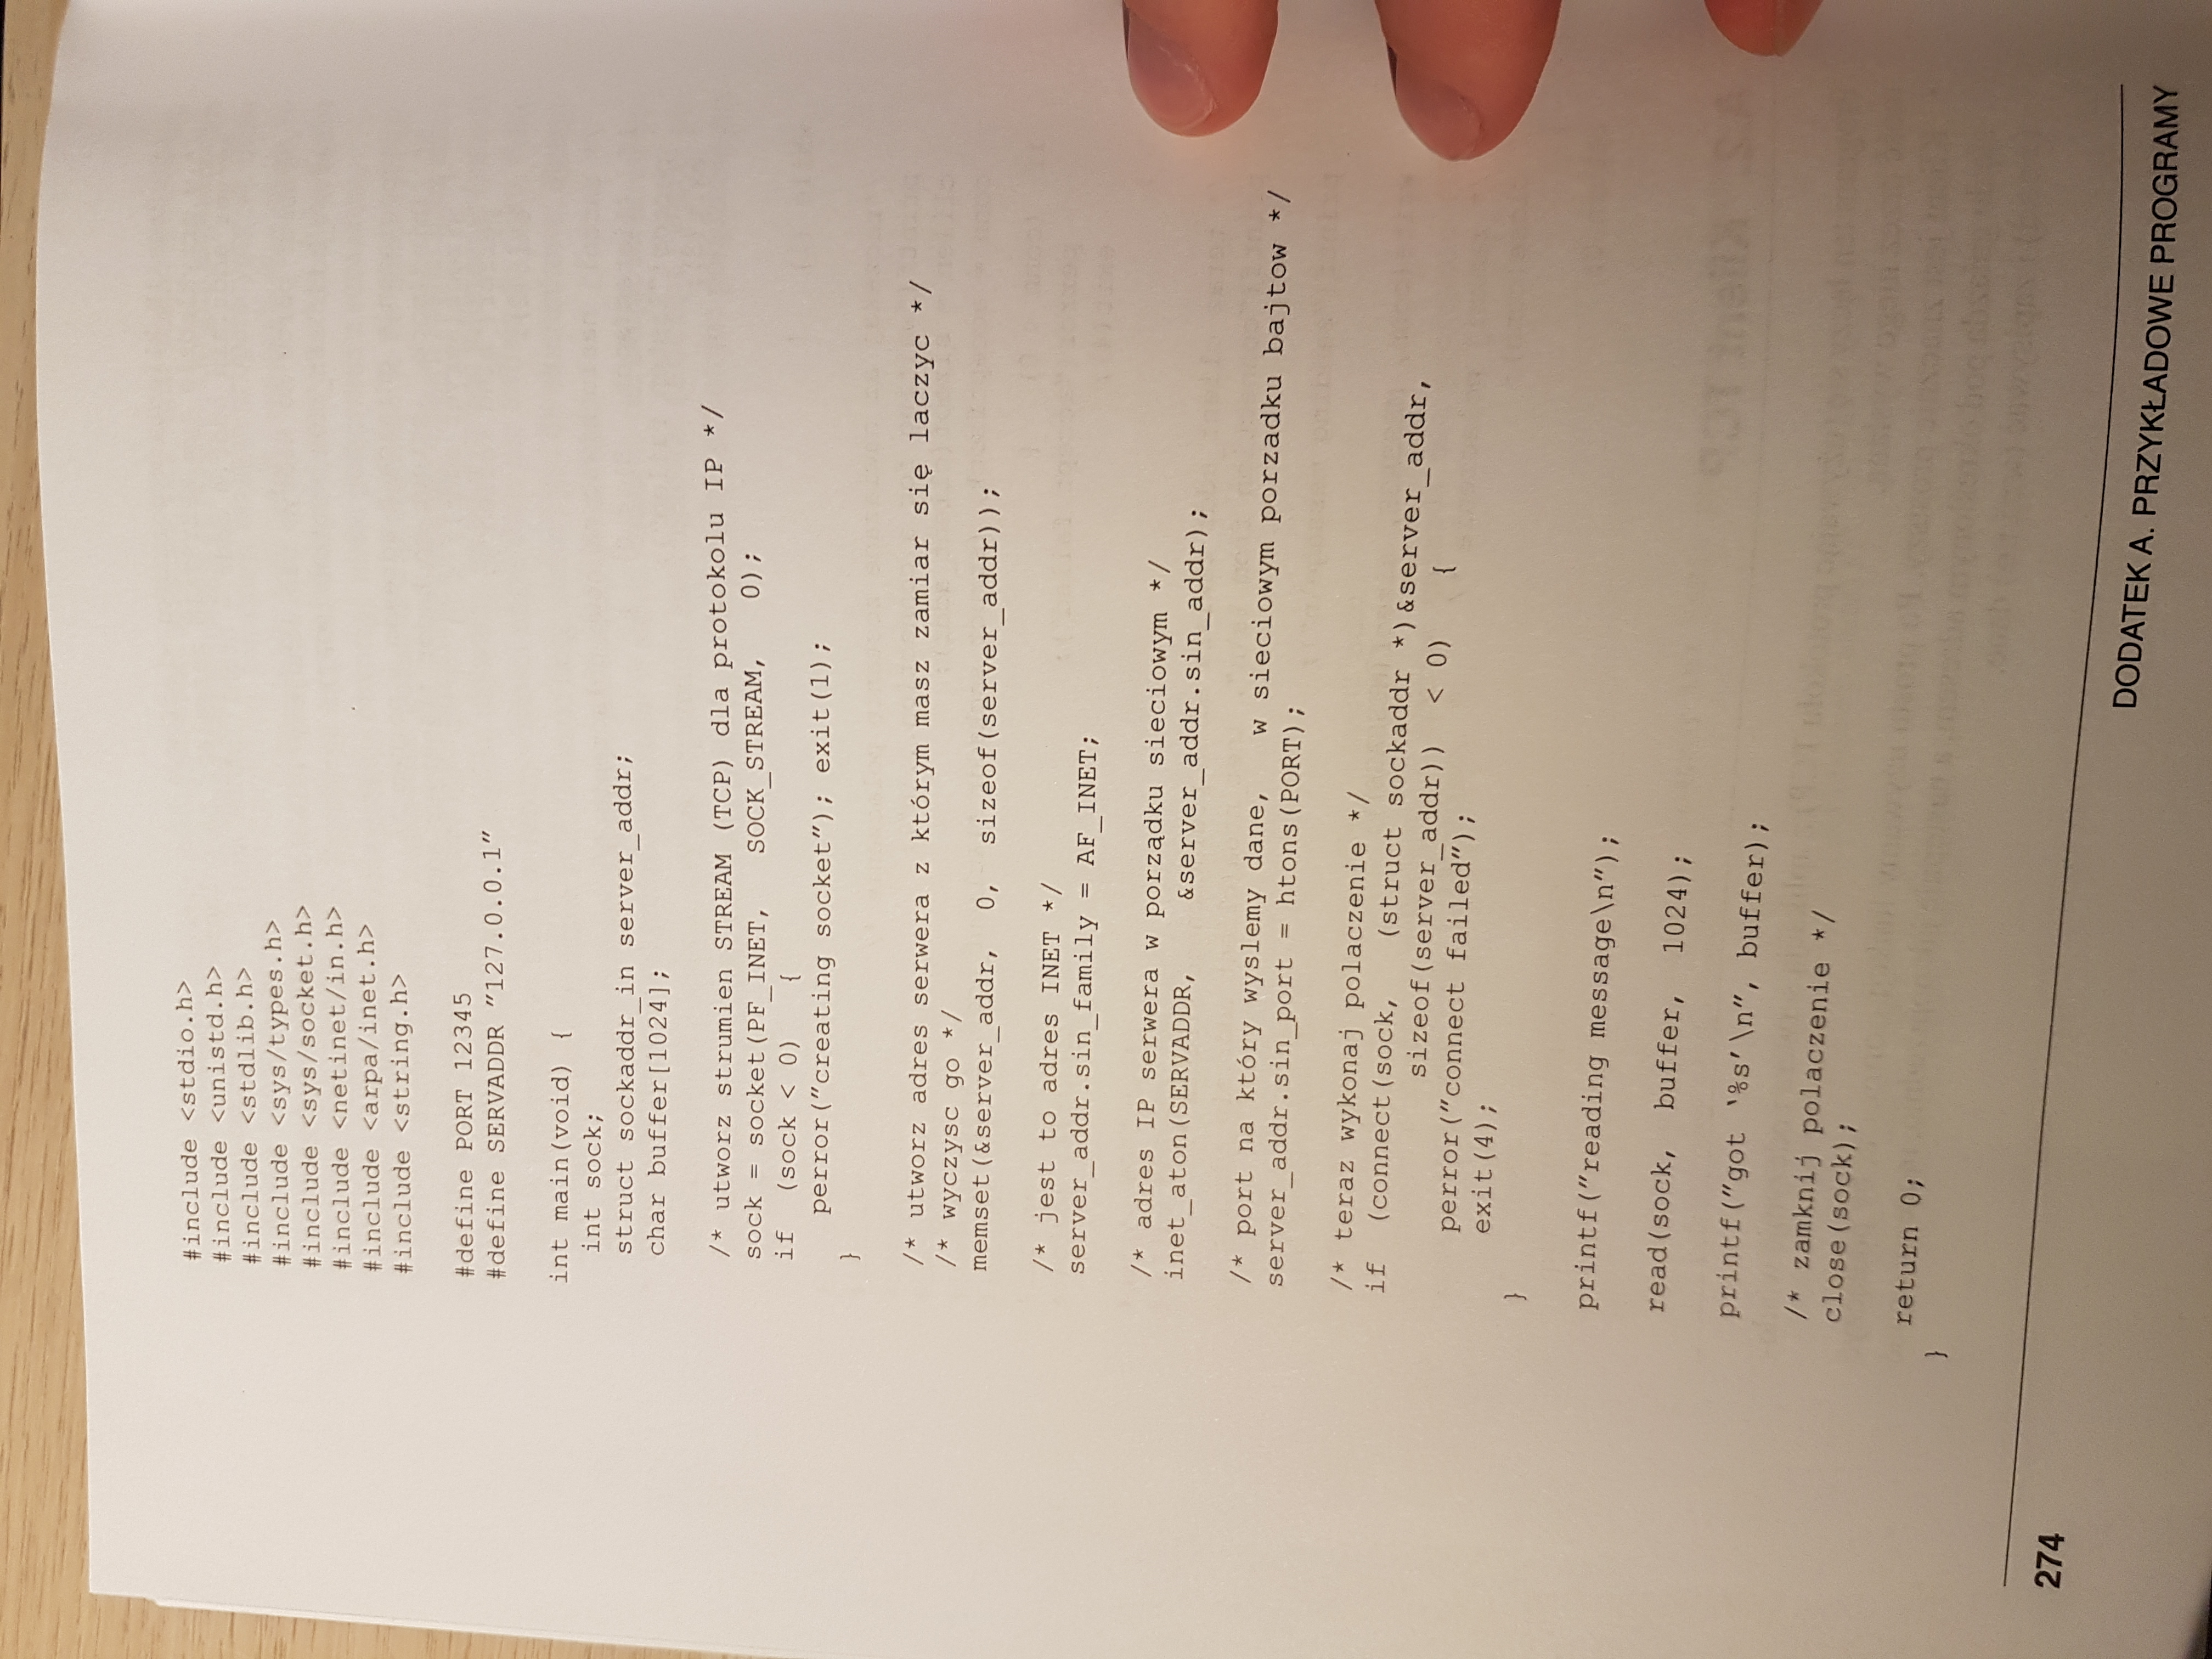 #include <stdio.h>
#include <unistd.h>
#include <stdlib.h>
#include <sys/types.h>
#include <sys/socket.h>
#include <netinet/in.h>
#include <arpa/inet.h>
#include <string.h>
#define PORT 12345
#define SERVADDR "127.0.0.1"
int main(void) {
int sock;
struct sockaddr_in server_addr;
char buffer[1024];
/* utworz strumien STREAM (TCP) dla protokolu IP */
sock = socket(PF_INET, SOCK_STREAM, 0);
if (sock < 0) {
perror("creating socket"); exit(1);
}
/* utworz adres serwera z którym masz zamiar się laczyc */
/* wyczysc go */
memset(&server_addr, 0, sizeof(server_addr));
/* jest to adres INET */
server_addr.sin_family = AF_INET;
/* adres IP serwera w porządku sieciowym */
inet_aton(SERVADDR, &server_addr.sin_addr);
/* port na który wyslemy dane, w sieciowym porzadku bajtow */
server_addr.sin_port = htons(PORT);
/* teraz wykonaj polaczenie */
if (connect(sock, (struct sockaddr *)&server_addr,
sizeof(server_addr)) < 0) {
perror("connect failed");
exit(4);
}
printf("reading message\n");
read(sock, buffer, 1024);
printf("got '%s'\n", buffer);
/* zamknij polaczenie */
close(sock);
return 0;
}
274
DODATEK A. PRZYKŁADOWE PROGRAMY